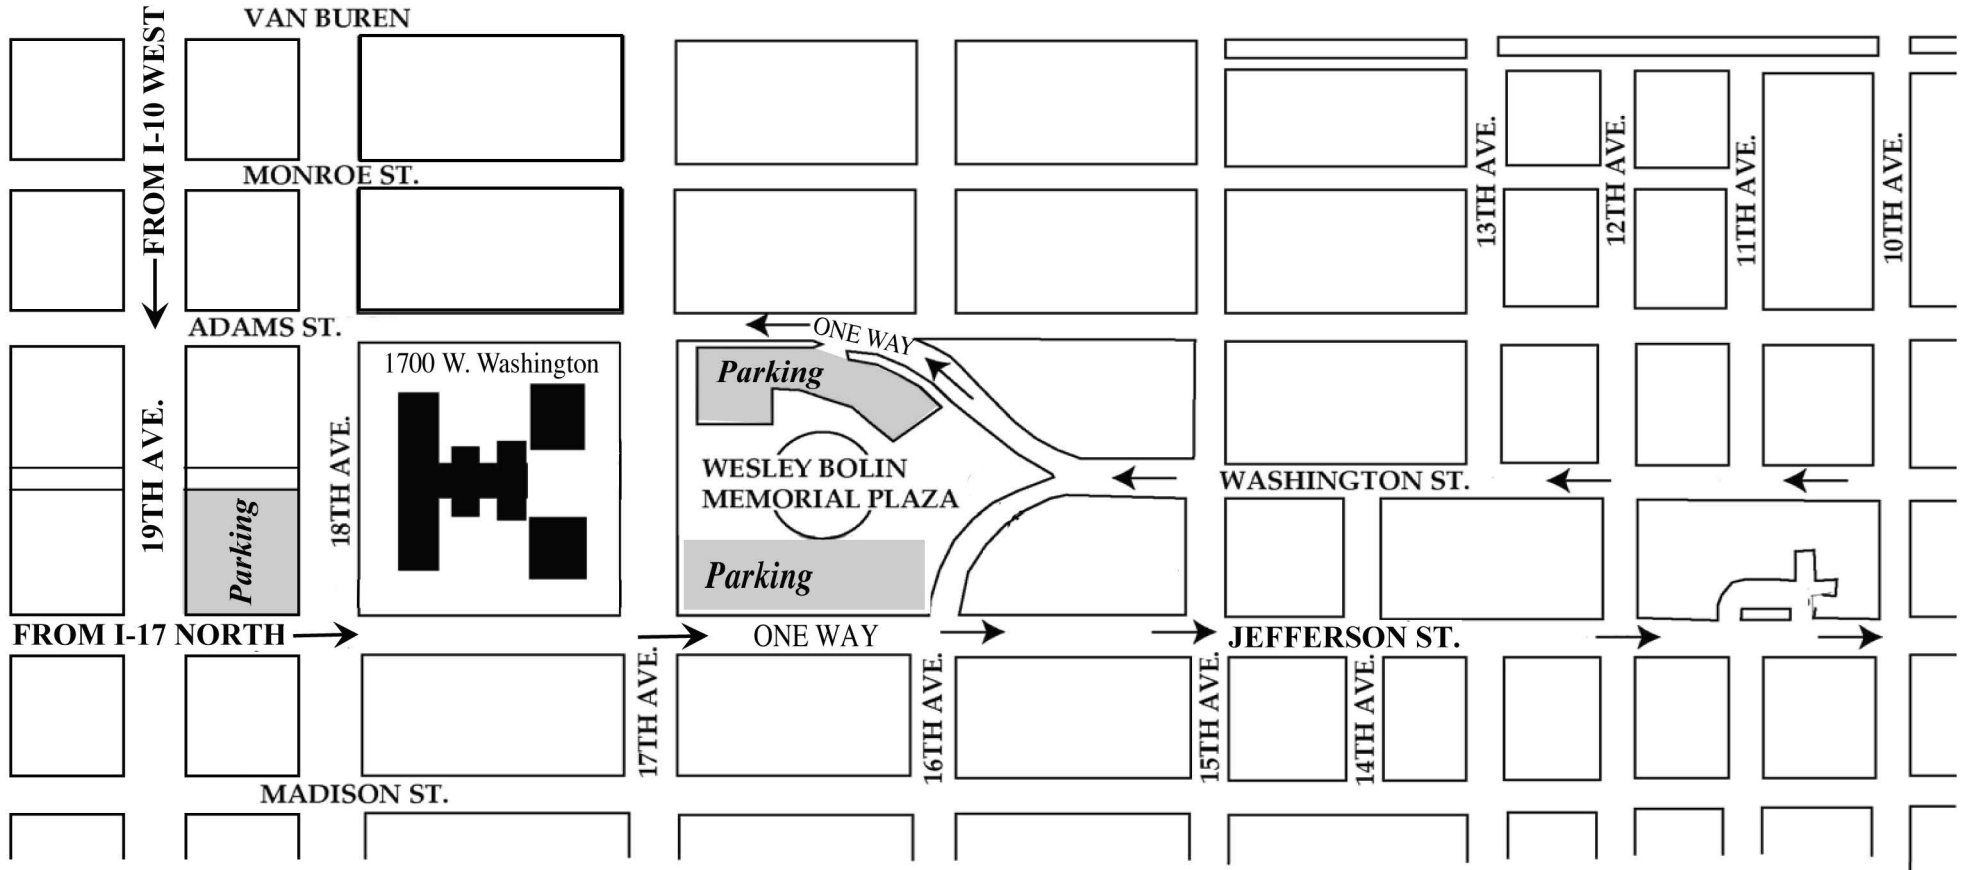 VAN BUREN
FROM I-10 WEST
MONROE ST.
13TH AVE.
12TH AVE.
11TH AVE.
10TH AVE.
ADAMS ST.
ONE WAY
1700 W. Washington
Parking
19TH AVE.
18TH AVE.
WESLEY BOLIN
MEMORIAL PLAZA
WASHINGTON ST.
Parking
Parking
FROM I-17 NORTH
ONE WAY
JEFFERSON ST.
17TH AVE.
16TH AVE.
15TH AVE.
14TH AVE.
MADISON ST.